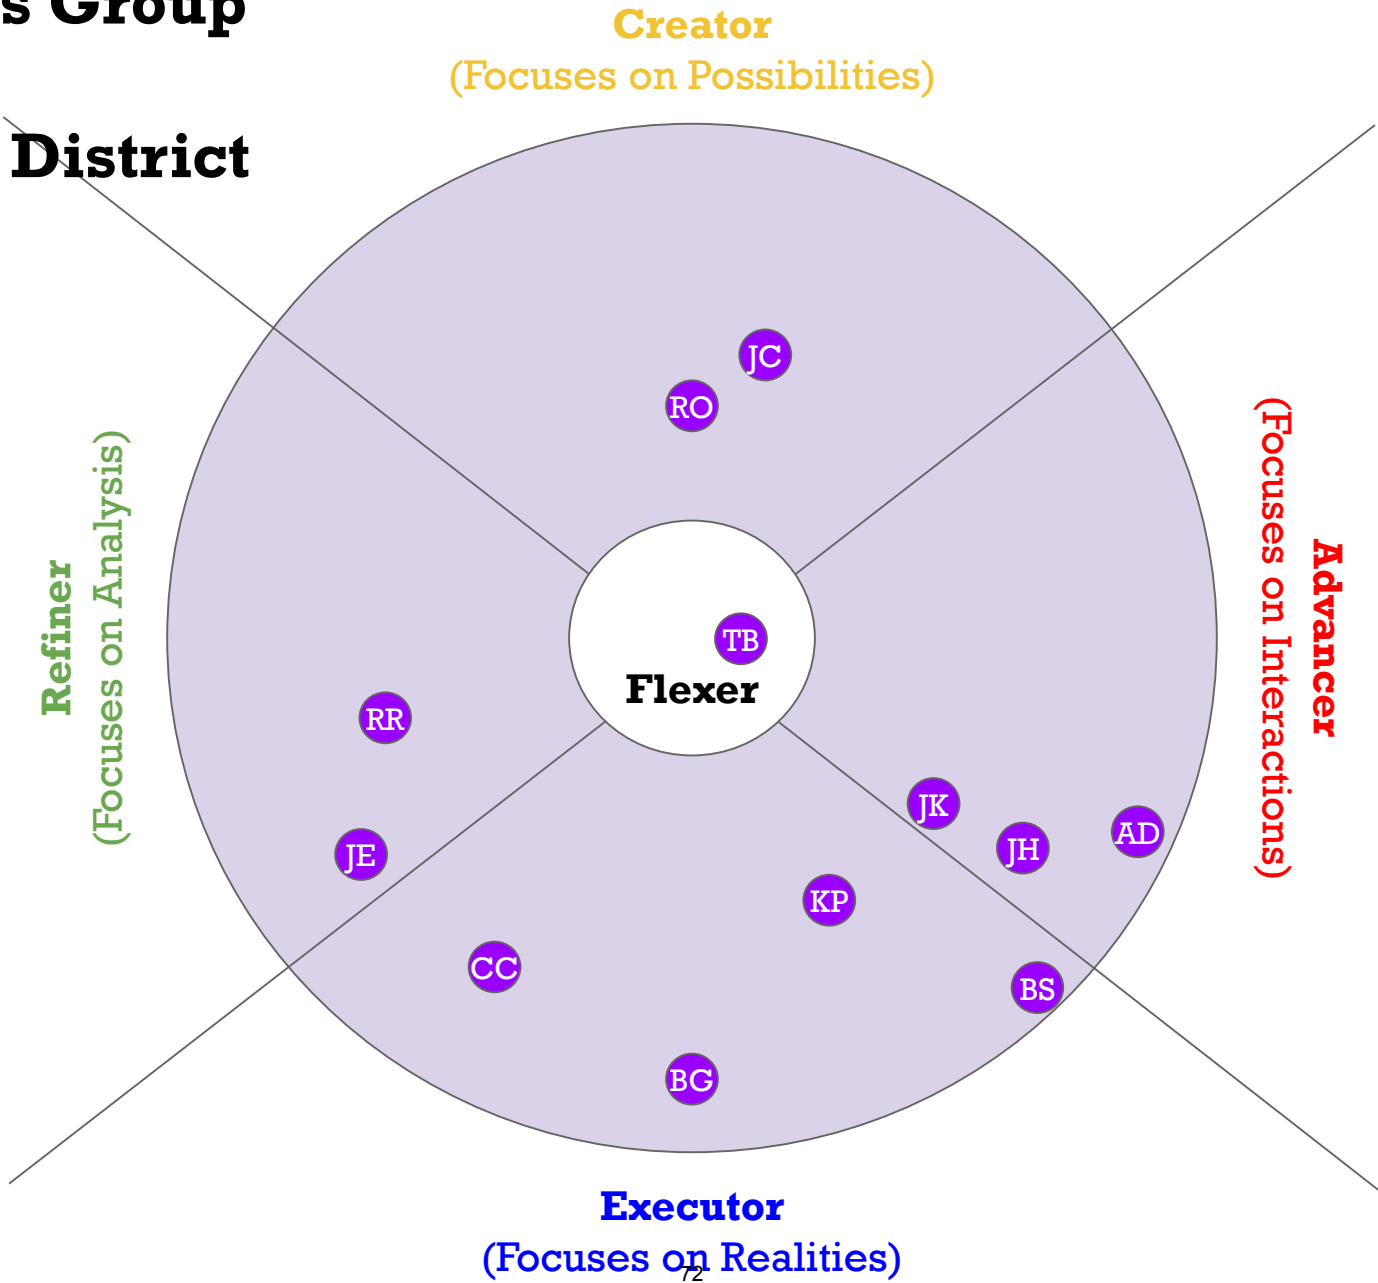 s Group
District
Creator
(Focuses on Possibilities)
JC
RO
Refiner
(Focuses on Analysis)
Advancer
(Focuses on Interactions)
TB
Flexer
RR
JE
JK
JH
AD
KP
CC
BS
BG
Executor
(Focuses on Realities)
72